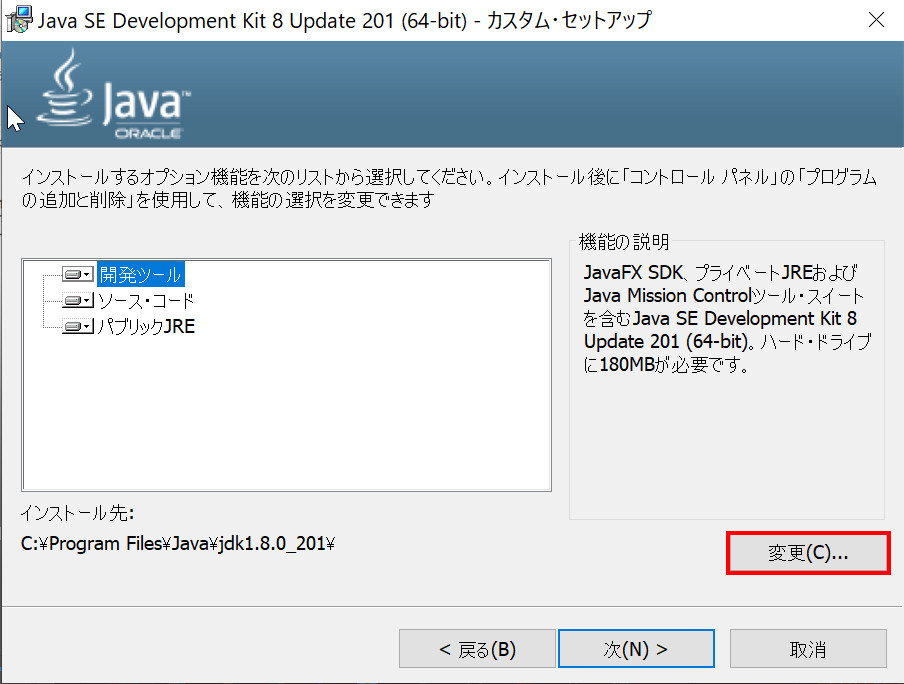 Java SE Development Kit 8 Update 201 (64-bit) - カスタム・セットアップ
Java™
ORACLE
インストールするオプション機能を次のリストから選択してください。インストール後に「コントロール パネル」の「プログラム
の追加と削除」を使用して、機能の選択を変更できます
開発ツール
ソース・コード
パブリックJRE
機能の説明
JavaFX SDK、プライベートJREおよび
Java Mission Controlツール・スイート
を含むJava SE Development Kit 8
Update 201 (64-bit)。ハード・ドライブ
に180MBが必要です。
インストール先:
C:¥Program Files¥Java¥jdk1.8.0_201¥
変更(C)...
< 戻る(B)
次(N) >
取消